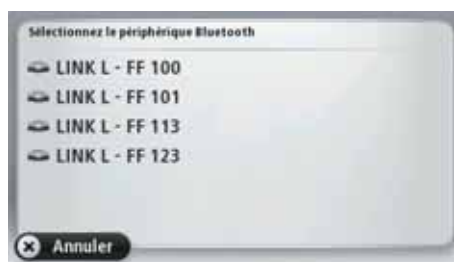 Sélectionnez le périphérique Bluetooth
LINK L - FF 100
LINK L - FF 101
LINK L - FF 113
LINK L - FF 123
Annuler